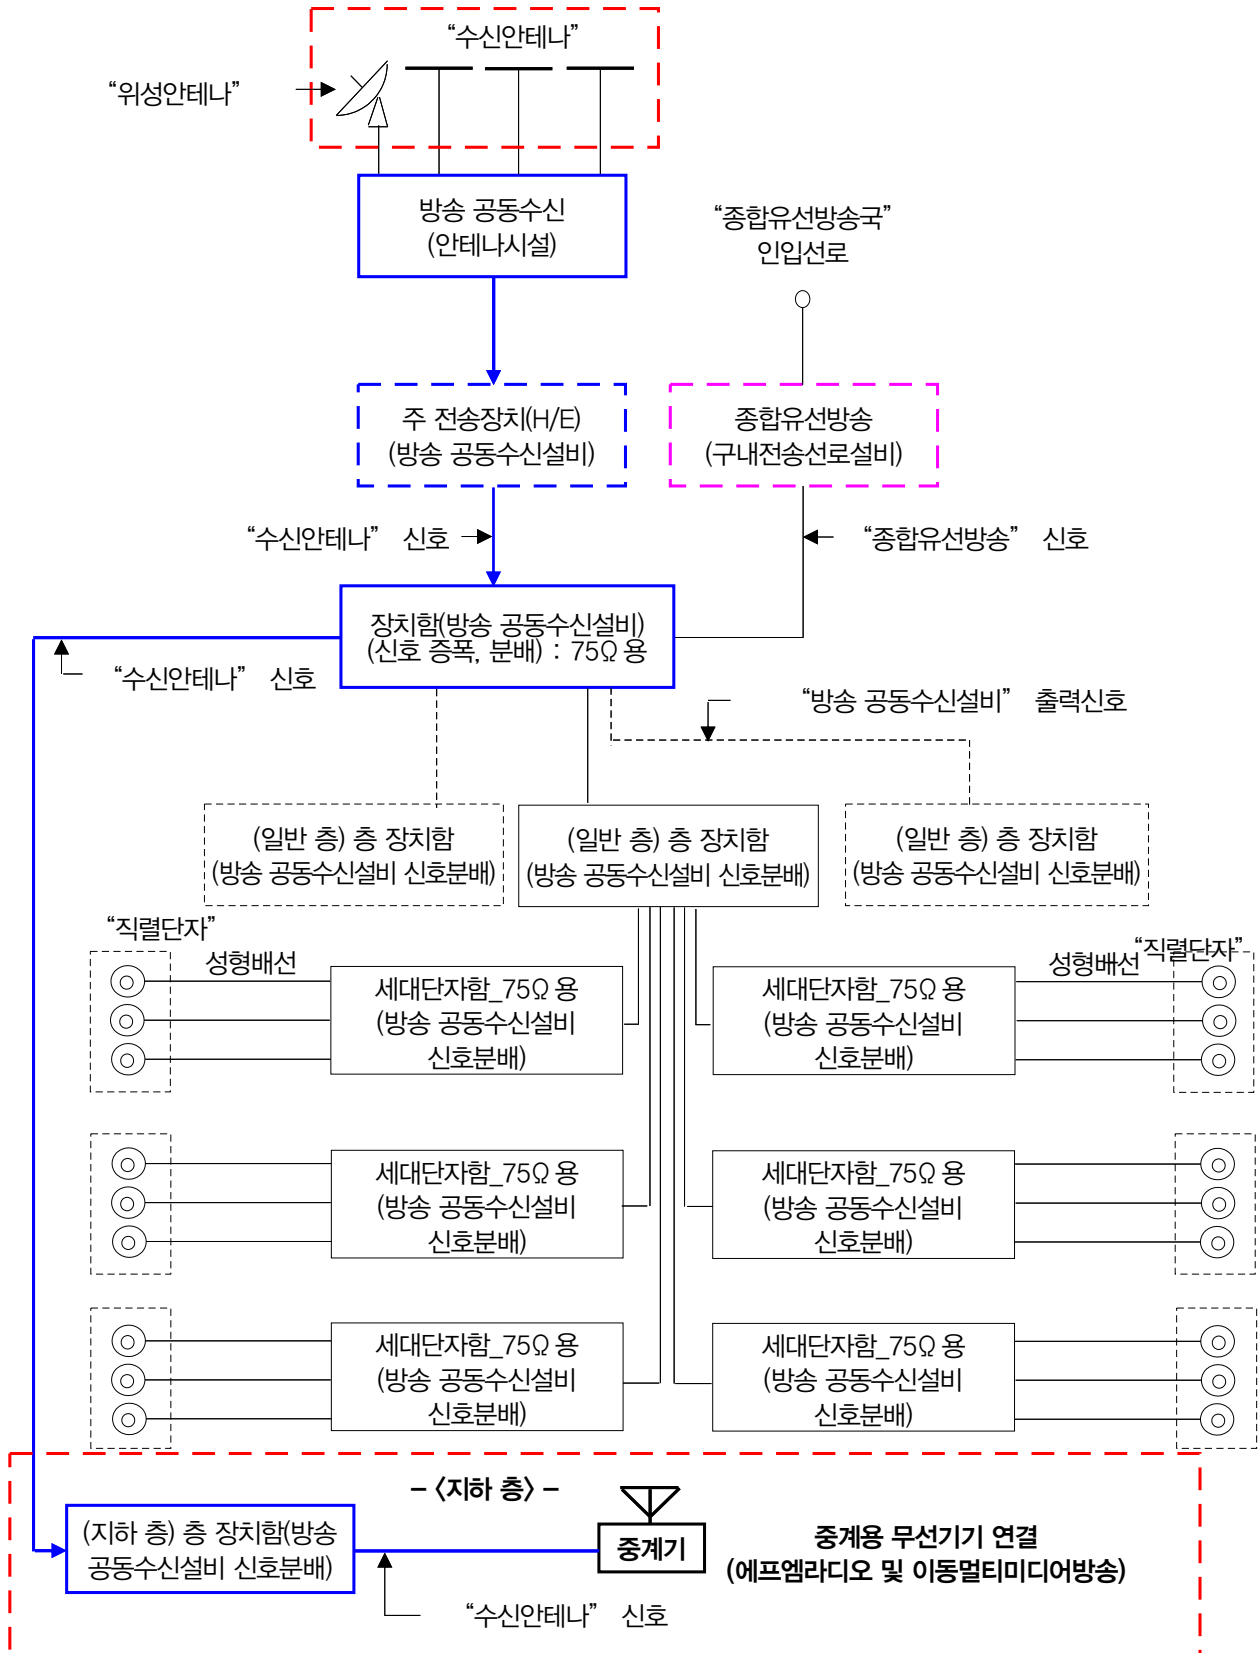 “수신안테나”
“위성안테나”
방송 공동수신
(안테나시설)
“종합유선방송국”
인입선로
주 전송장치(H/E)
(방송 공동수신설비)
종합유선방송
(구내전송선로설비)
“수신안테나” 신호
“종합유선방송” 신호
장치함(방송 공동수신설비)
(신호 증폭, 분배) : 75Ω 용
“수신안테나” 신호
“방송 공동수신설비” 출력신호
(일반 층) 층 장치함
(방송 공동수신설비 신호분배)
(일반 층) 층 장치함
(방송 공동수신설비 신호분배)
(일반 층) 층 장치함
(방송 공동수신설비 신호분배)
“직렬단자”
성형배선
세대단자함_75Ω 용
(방송 공동수신설비
신호분배)
세대단자함_75Ω 용
(방송 공동수신설비
신호분배)
성형배선
“직렬단자”
세대단자함_75Ω 용
(방송 공동수신설비
신호분배)
세대단자함_75Ω 용
(방송 공동수신설비
신호분배)
세대단자함_75Ω 용
(방송 공동수신설비
신호분배)
세대단자함_75Ω 용
(방송 공동수신설비
신호분배)
– 〈지하 층〉 –
(지하 층) 층 장치함(방송
공동수신설비 신호분배)
중계기
중계용 무선기기 연결
(에프엠라디오 및 이동멀티미디어방송)
“수신안테나” 신호